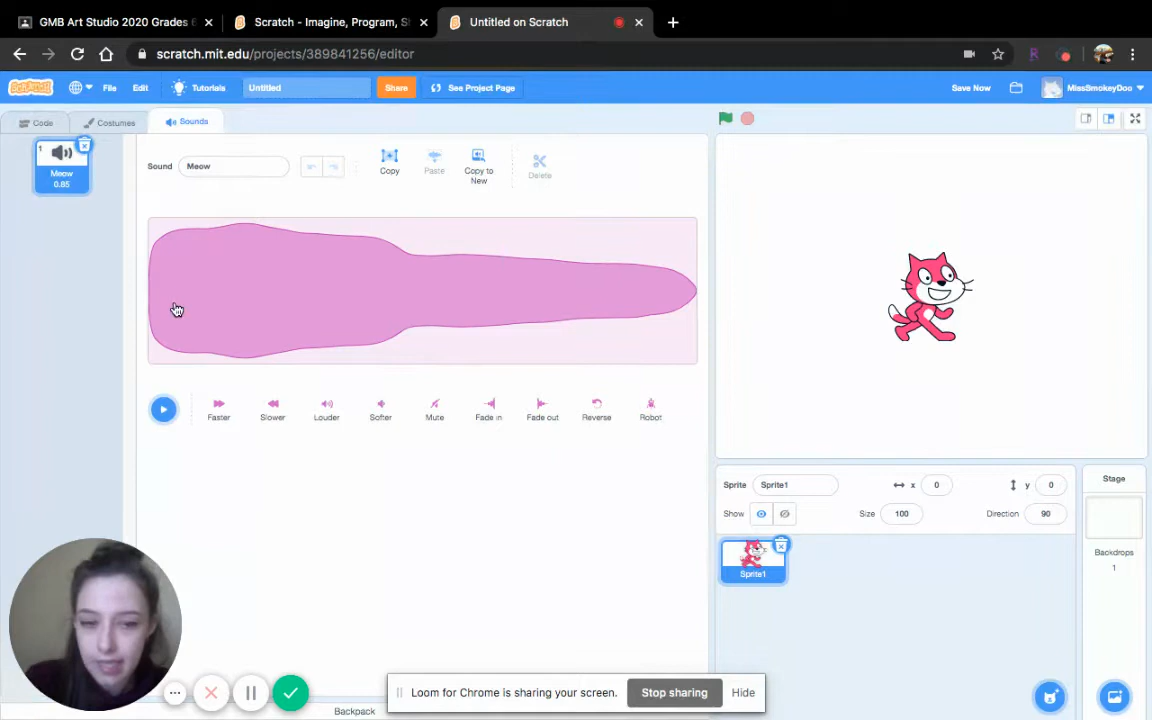 GMB Art Studio 2020 Grades 6
Scratch - Imagine, Program, S
Untitled on Scratch
scratch.mit.edu/projects/389841256/editor
SCRATCH
File
Edit
Tutorials
Untitled
Share
See Project Page
Save Now
MissSmokeyDoo
Code
Costumes
Sounds
1
Meow
0.85
Sound
Meow
Copy
Paste
Copy to
New
Delete
Faster
Slower
Louder
Softer
Mute
Fade in
Fade out
Reverse
Robot
Sprite
Sprite1
x
0
y
0
Show
Size
100
Direction
90
Sprite1
Stage
Backdrops
1
Loom for Chrome is sharing your screen.
Stop sharing
Hide
Backpack